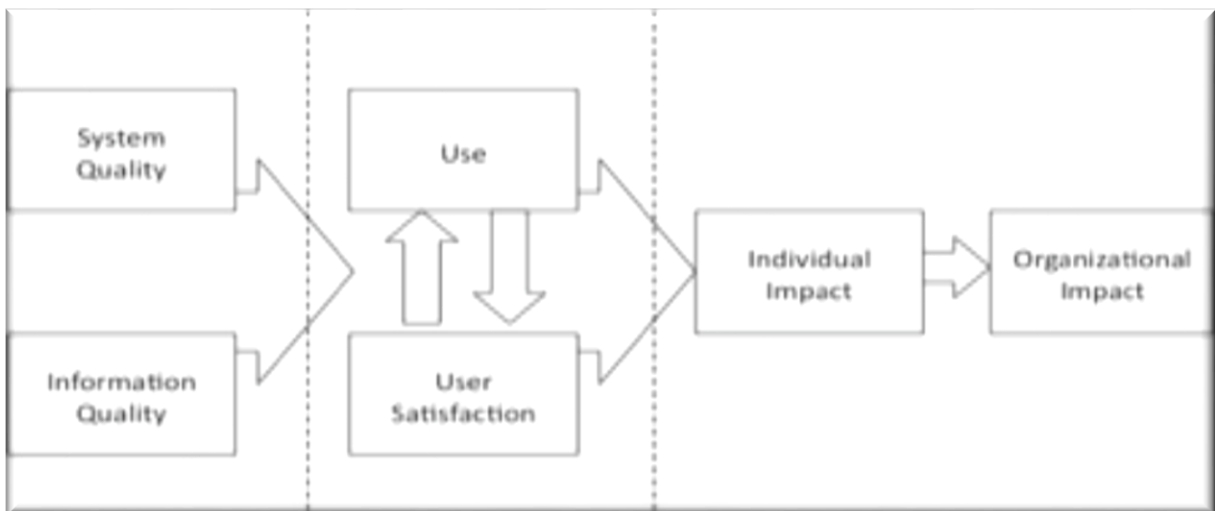 System
Quality
Use
Individual
Impact
Organizational
Impact
Information
Quality
User
Satisfaction